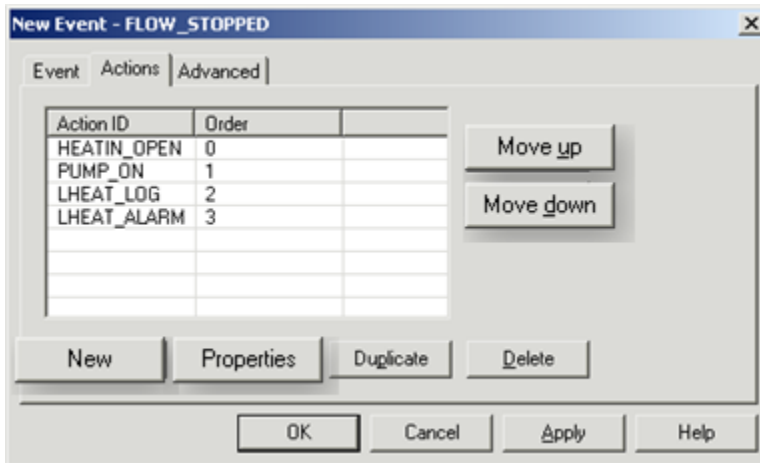 New Event - FLOW_STOPPED
Event Actions Advanced
Action ID Order
HEATIN_OPEN 0
PUMP_ON 1
LHEAT_LOG 2
LHEAT_ALARM 3
Move up
Move down
New Properties Duplicate Delete
OK Cancel Apply Help